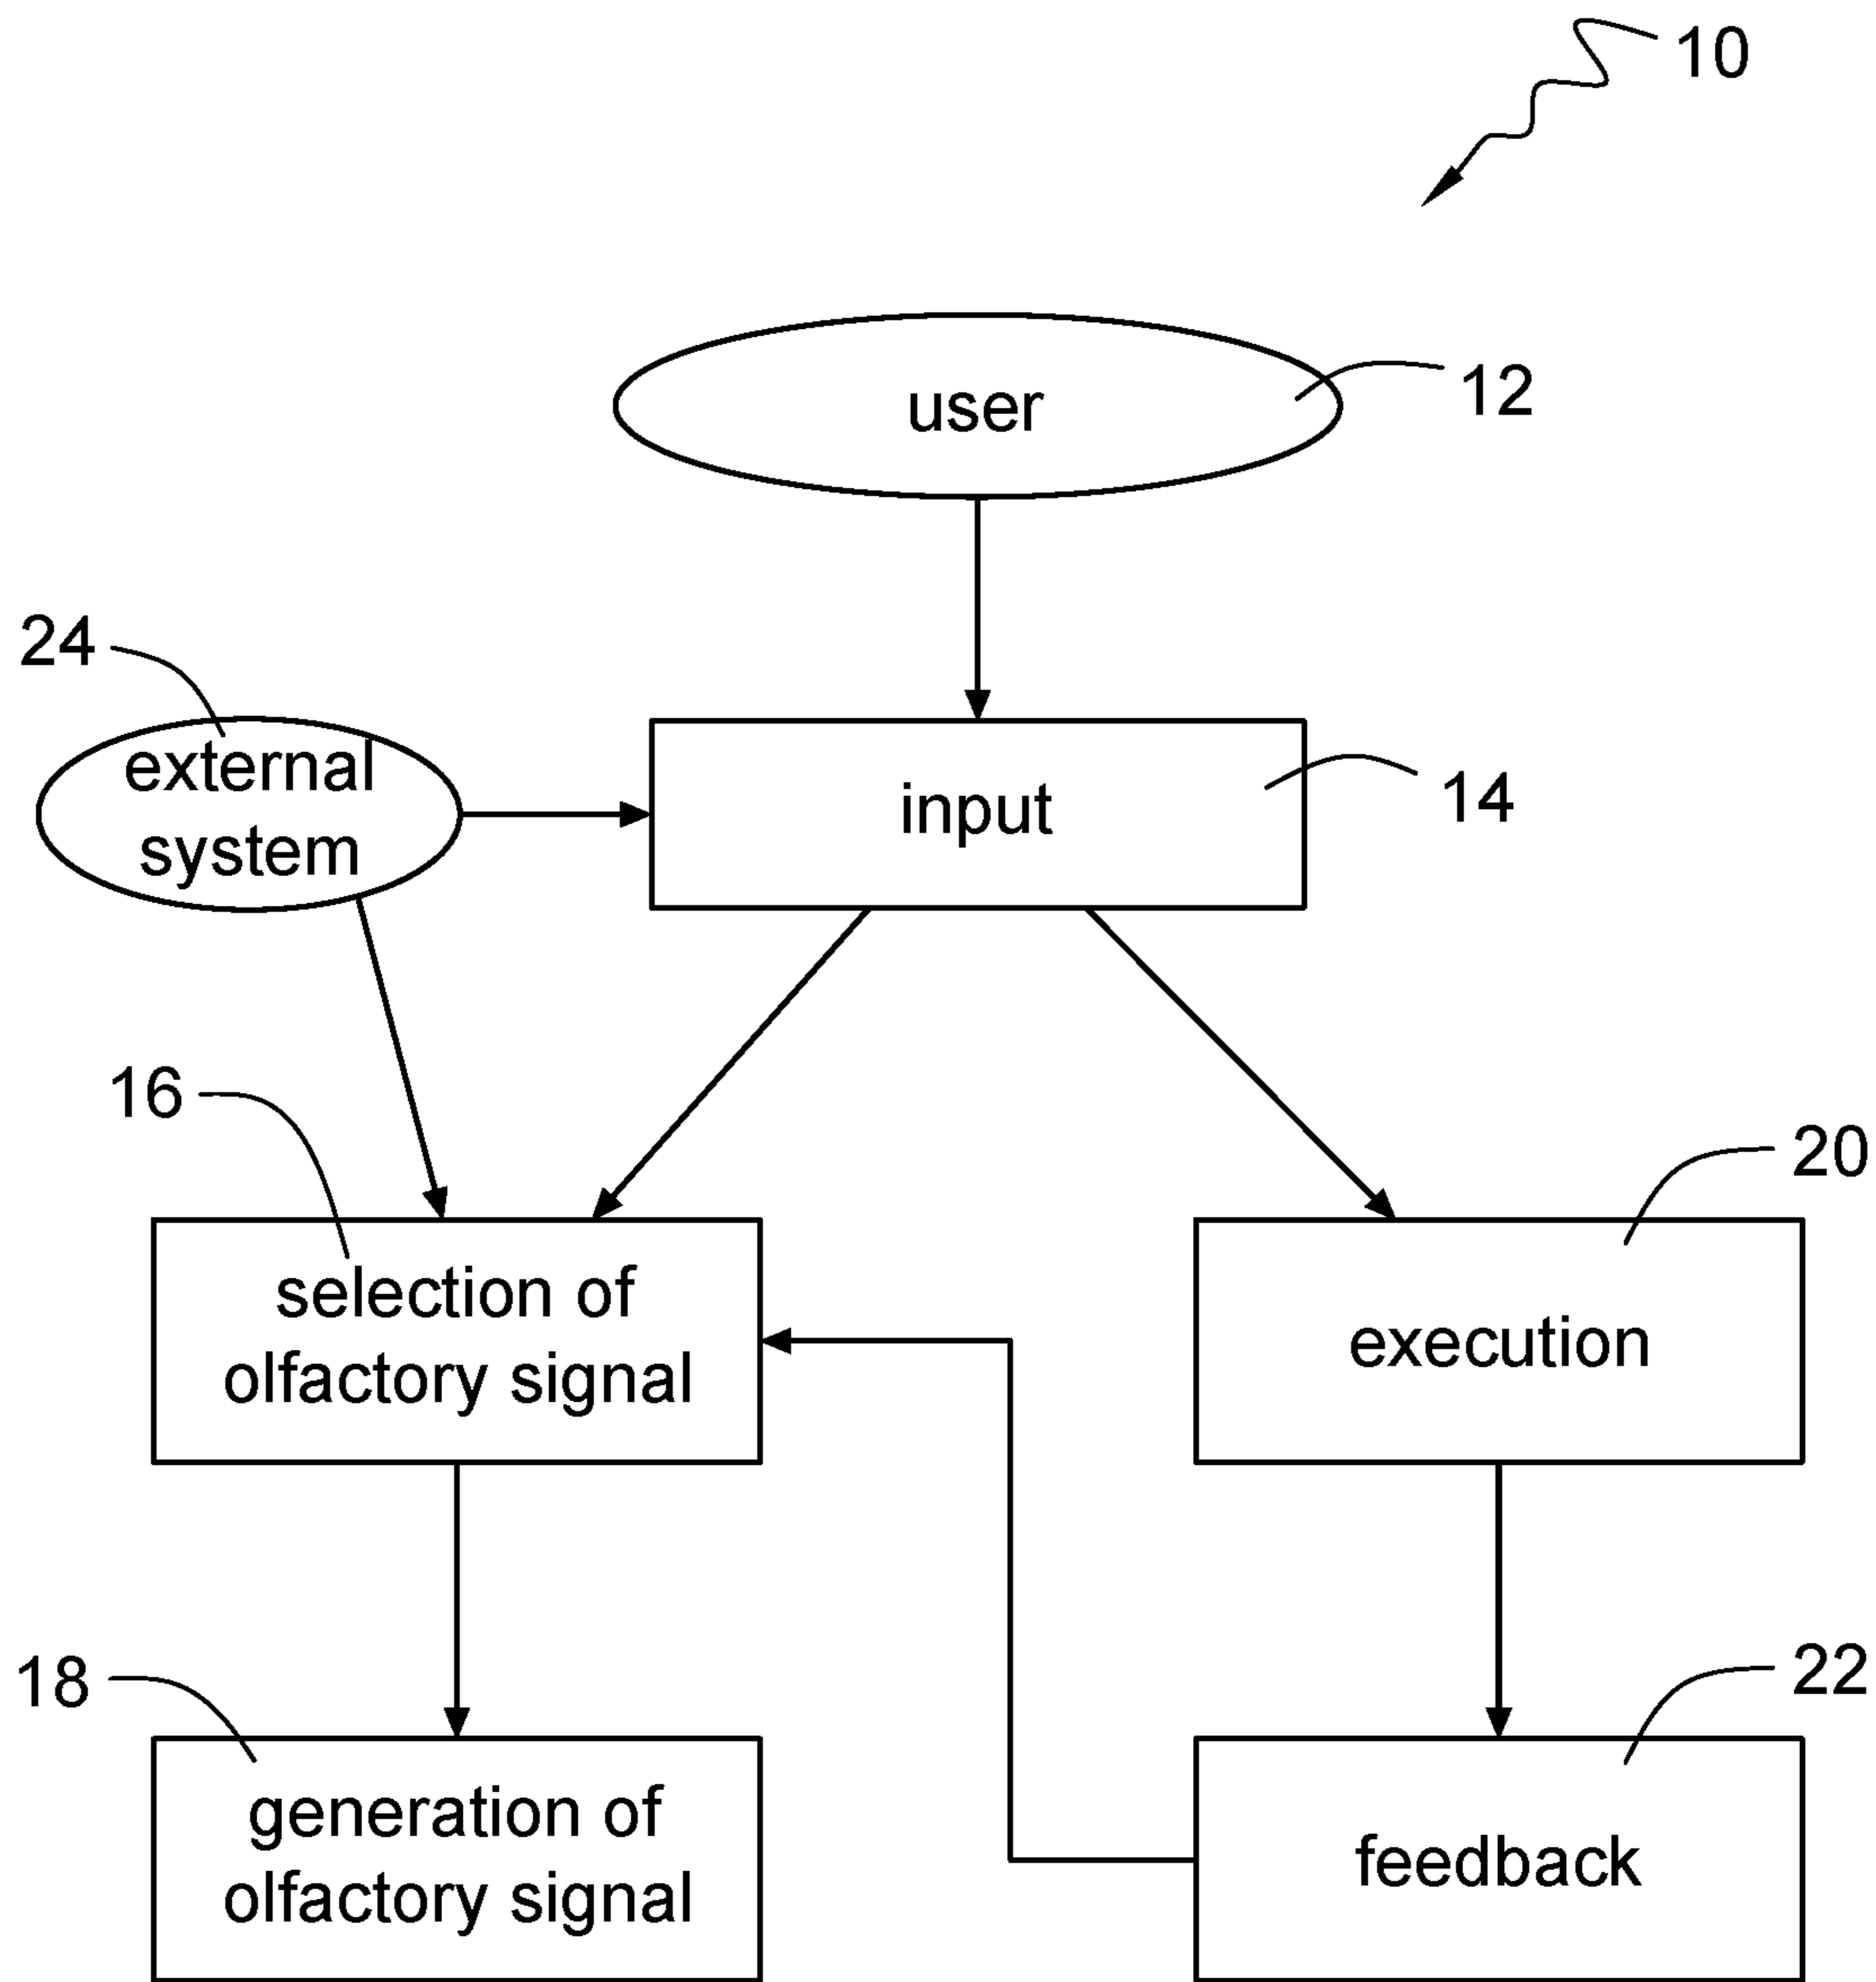 10
user
12
24
external
system
input
14
16
20
selection of
olfactory signal
execution
18
22
generation of
olfactory signal
feedback